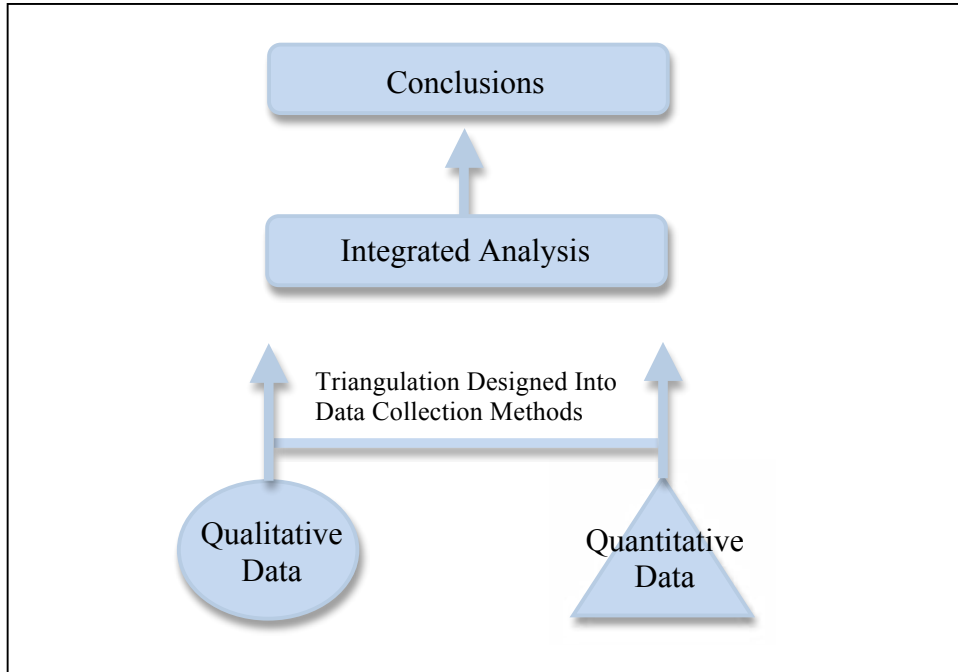 Conclusions
Integrated Analysis
Triangulation Designed Into
Data Collection Methods
Qualitative
Data
Quantitative
Data